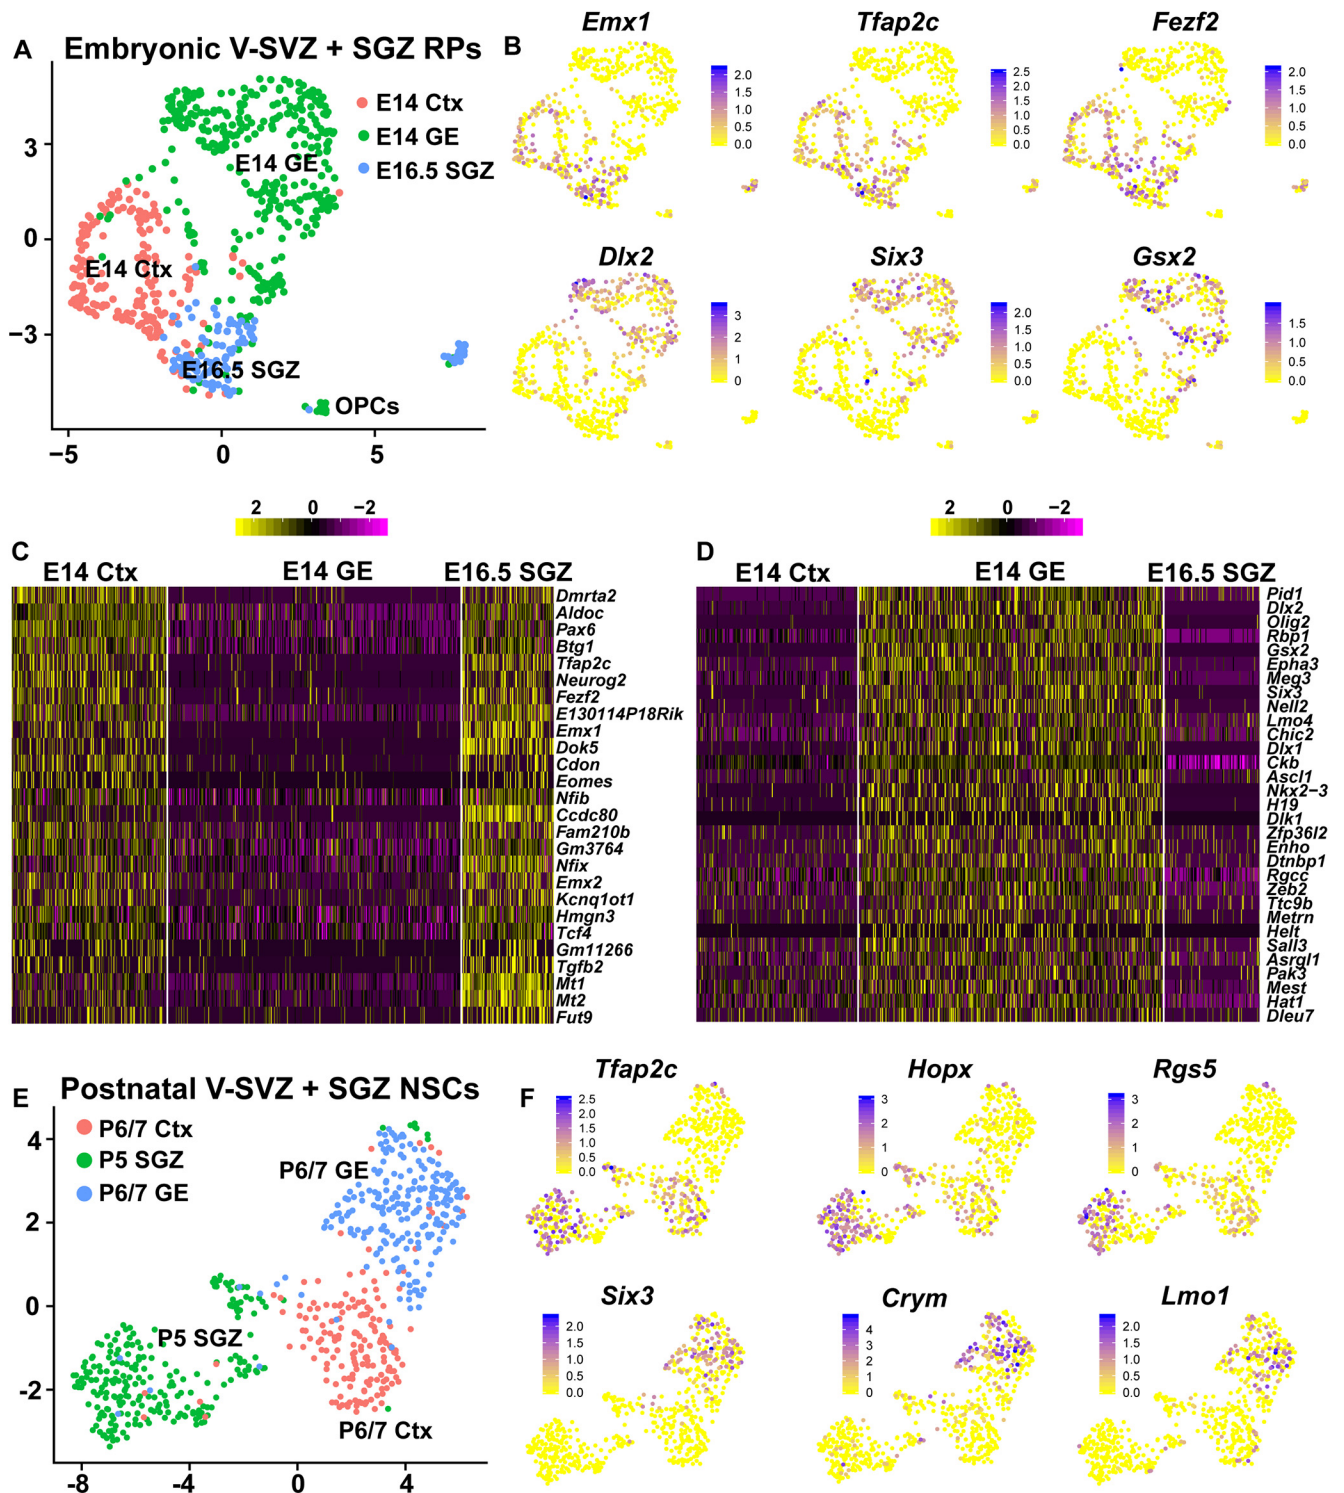 A Embryonic V-SVZ + SGZ RPs
E14 Ctx
E14 GE
E16.5 SGZ
E14 GE
E14 Ctx
E16.5 SGZ
OPCs
3
0
−3
−5 0 5
B
Emx1
2.0
1.5
1.0
0.5
0.0
Tfap2c
2.5
2.0
1.5
1.0
0.5
0.0
Fezf2
2.0
1.5
1.0
0.5
0.0
Dlx2
3
2
1
0
Six3
2.0
1.5
1.0
0.5
0.0
Gsx2
1.5
1.0
0.5
0.0
C
2 0 −2
E14 Ctx E14 GE E16.5 SGZ
Dmrta2
Aldoc
Pax6
Btg1
Tfap2c
Neurog2
Fezf2
E130114P18Rik
Emx1
Dok5
Cdon
Eomes
Nfib
Ccdc80
Fam210b
Gm3764
Nfix
Emx2
Kcnq1ot1
Hmgn3
Tcf4
Gm11266
Tgfb2
Mt1
Mt2
Fut9
D
2 0 −2
E14 Ctx E14 GE E16.5 SGZ
Pid1
Dlx2
Olig2
Rbp1
Gsx2
Epha3
Meg3
Six3
Nell2
Lmo4
Chic2
Dlx1
Ckb
Ascl1
Nkx2−3
H19
Dlk1
Zfp36l2
Enho
Dtnbp1
Rgcc
Zeb2
Ttc9b
Metrn
Helt
Sall3
Asrgl1
Pak3
Mest
Hat1
Dleu7
E Postnatal V-SVZ + SGZ NSCs
P6/7 Ctx
P5 SGZ
P6/7 GE
P6/7 GE
P5 SGZ
P6/7 Ctx
4
2
0
-2
-8 -4 0 4
F
Tfap2c
2.5
2.0
1.5
1.0
0.5
0.0
Hopx
3
2
1
0
Rgs5
3
2
1
0
Six3
2.0
1.5
1.0
0.5
0.0
Crym
4
3
2
1
0
Lmo1
2.0
1.5
1.0
0.5
0.0